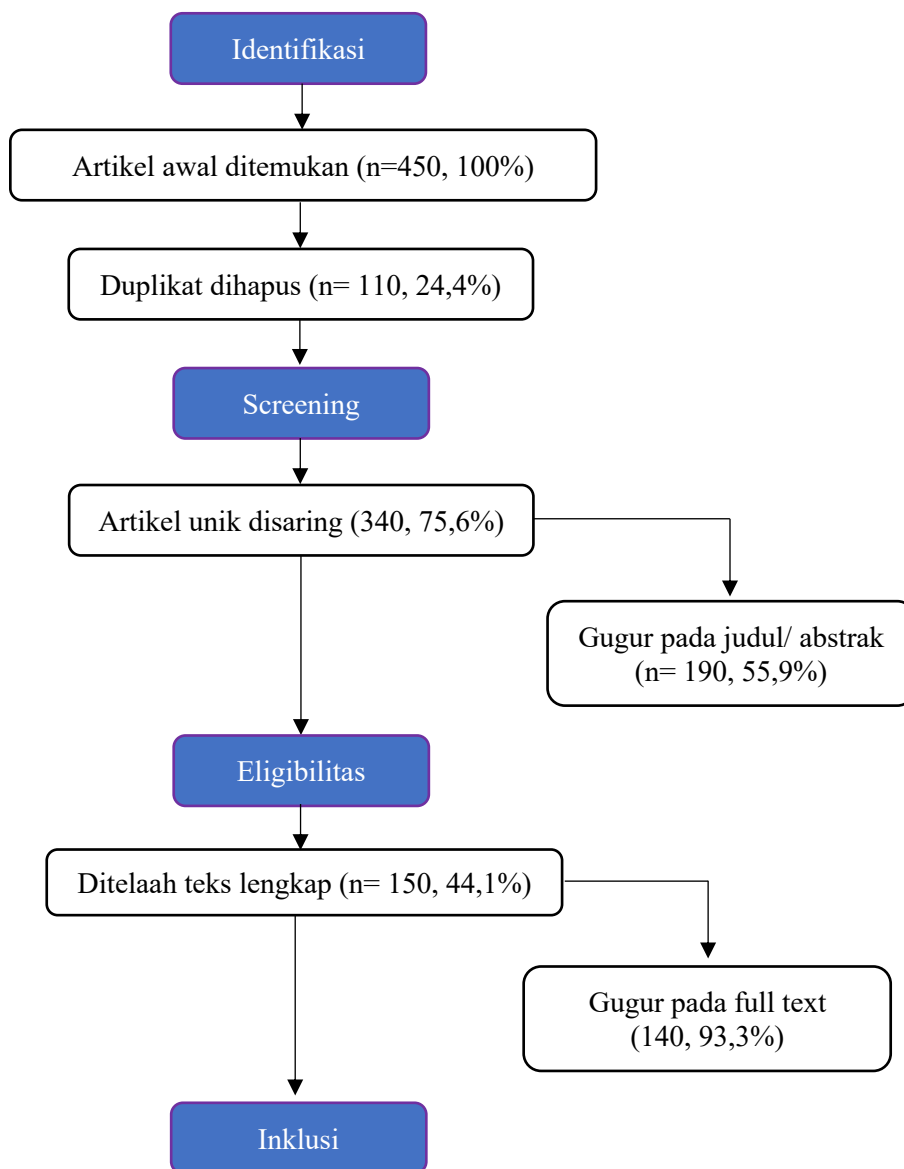 Identifikasi
Artikel awal ditemukan (n=450, 100%)
Duplikat dihapus (n= 110, 24,4%)
Screening
Artikel unik disaring (340, 75,6%)
Gugur pada judul/ abstrak
(n= 190, 55,9%)
Eligibilitas
Ditelaah teks lengkap (n= 150, 44,1%)
Gugur pada full text
(140, 93,3%)
Inklusi